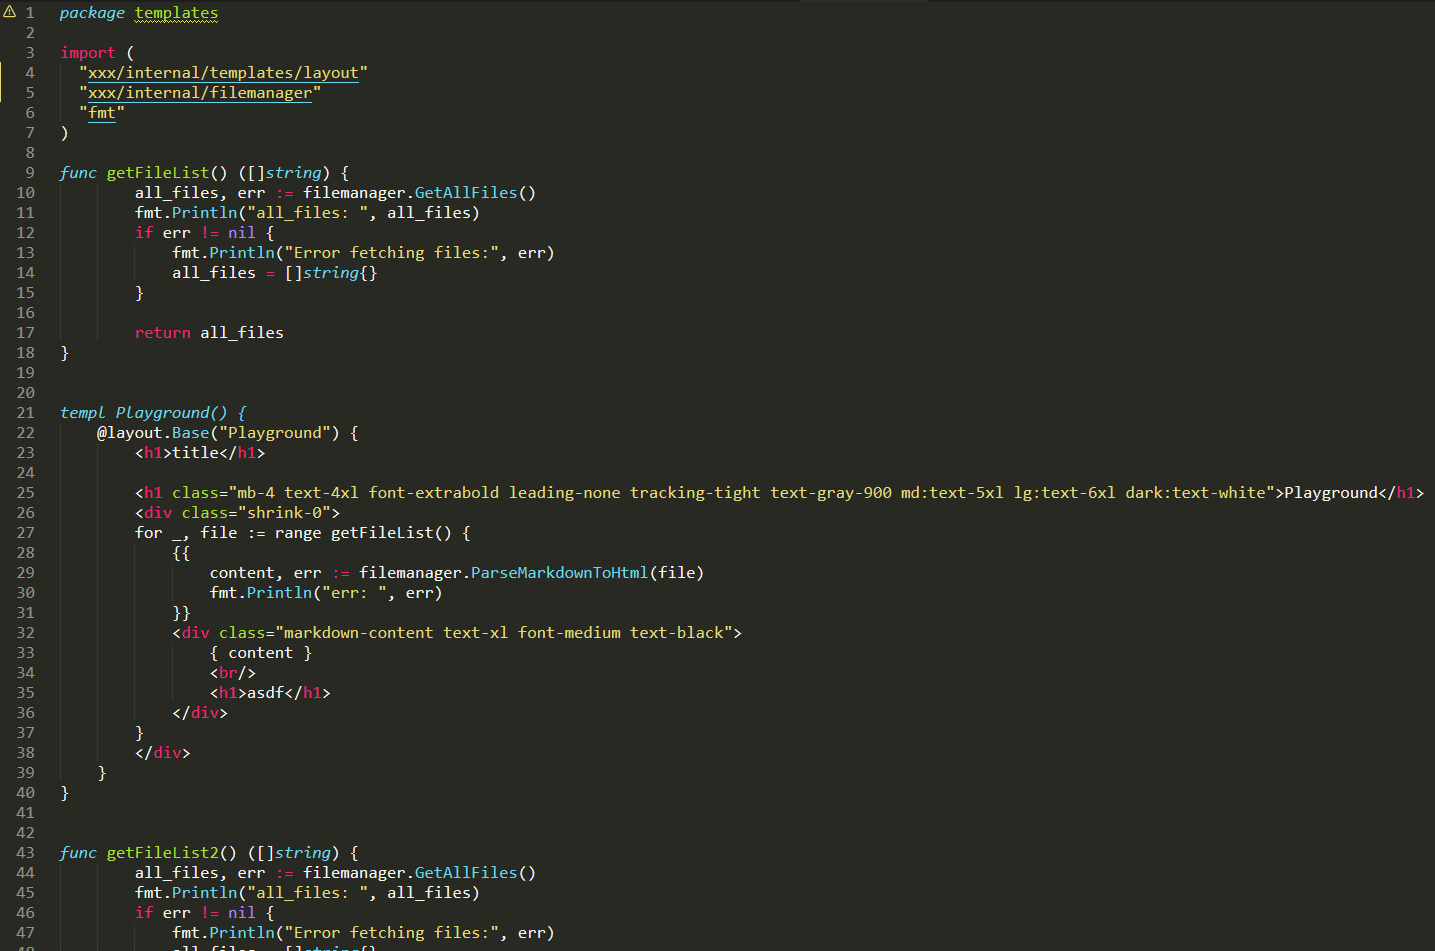 1 package templates
2
3 import (
4 "xxx/internal/templates/layout"
5 "xxx/internal/filemanager"
6 "fmt"
7 )
8
9 func getFileList() ([]string) {
10 all_files, err := filemanager.GetAllFiles()
11 fmt.Println("all_files: ", all_files)
12 if err != nil {
13 fmt.Println("Error fetching files:", err)
14 all_files = []string{}
15 }
16
17 return all_files
18 }
19
20
21 templ Playground() {
22 @layout.Base("Playground") {
23 <h1>title</h1>
24
25 <h1 class="mb-4 text-4xl font-extrabold leading-none tracking-tight text-gray-900 md:text-5xl lg:text-6xl dark:text-white">Playground</h1>
26 <div class="shrink-0">
27 for _, file := range getFileList() {
28 {{
29 content, err := filemanager.ParseMarkdownToHtml(file)
30 fmt.Println("err: ", err)
31 }}
32 <div class="markdown-content text-xl font-medium text-black">
33 { content }
34 <br/>
35 <h1>asdf</h1>
36 </div>
37 }
38 </div>
39 }
40 }
41
42
43 func getFileList2() ([]string) {
44 all_files, err := filemanager.GetAllFiles()
45 fmt.Println("all_files: ", all_files)
46 if err != nil {
47 fmt.Println("Error fetching files:", err)
48 all_files = []string{}